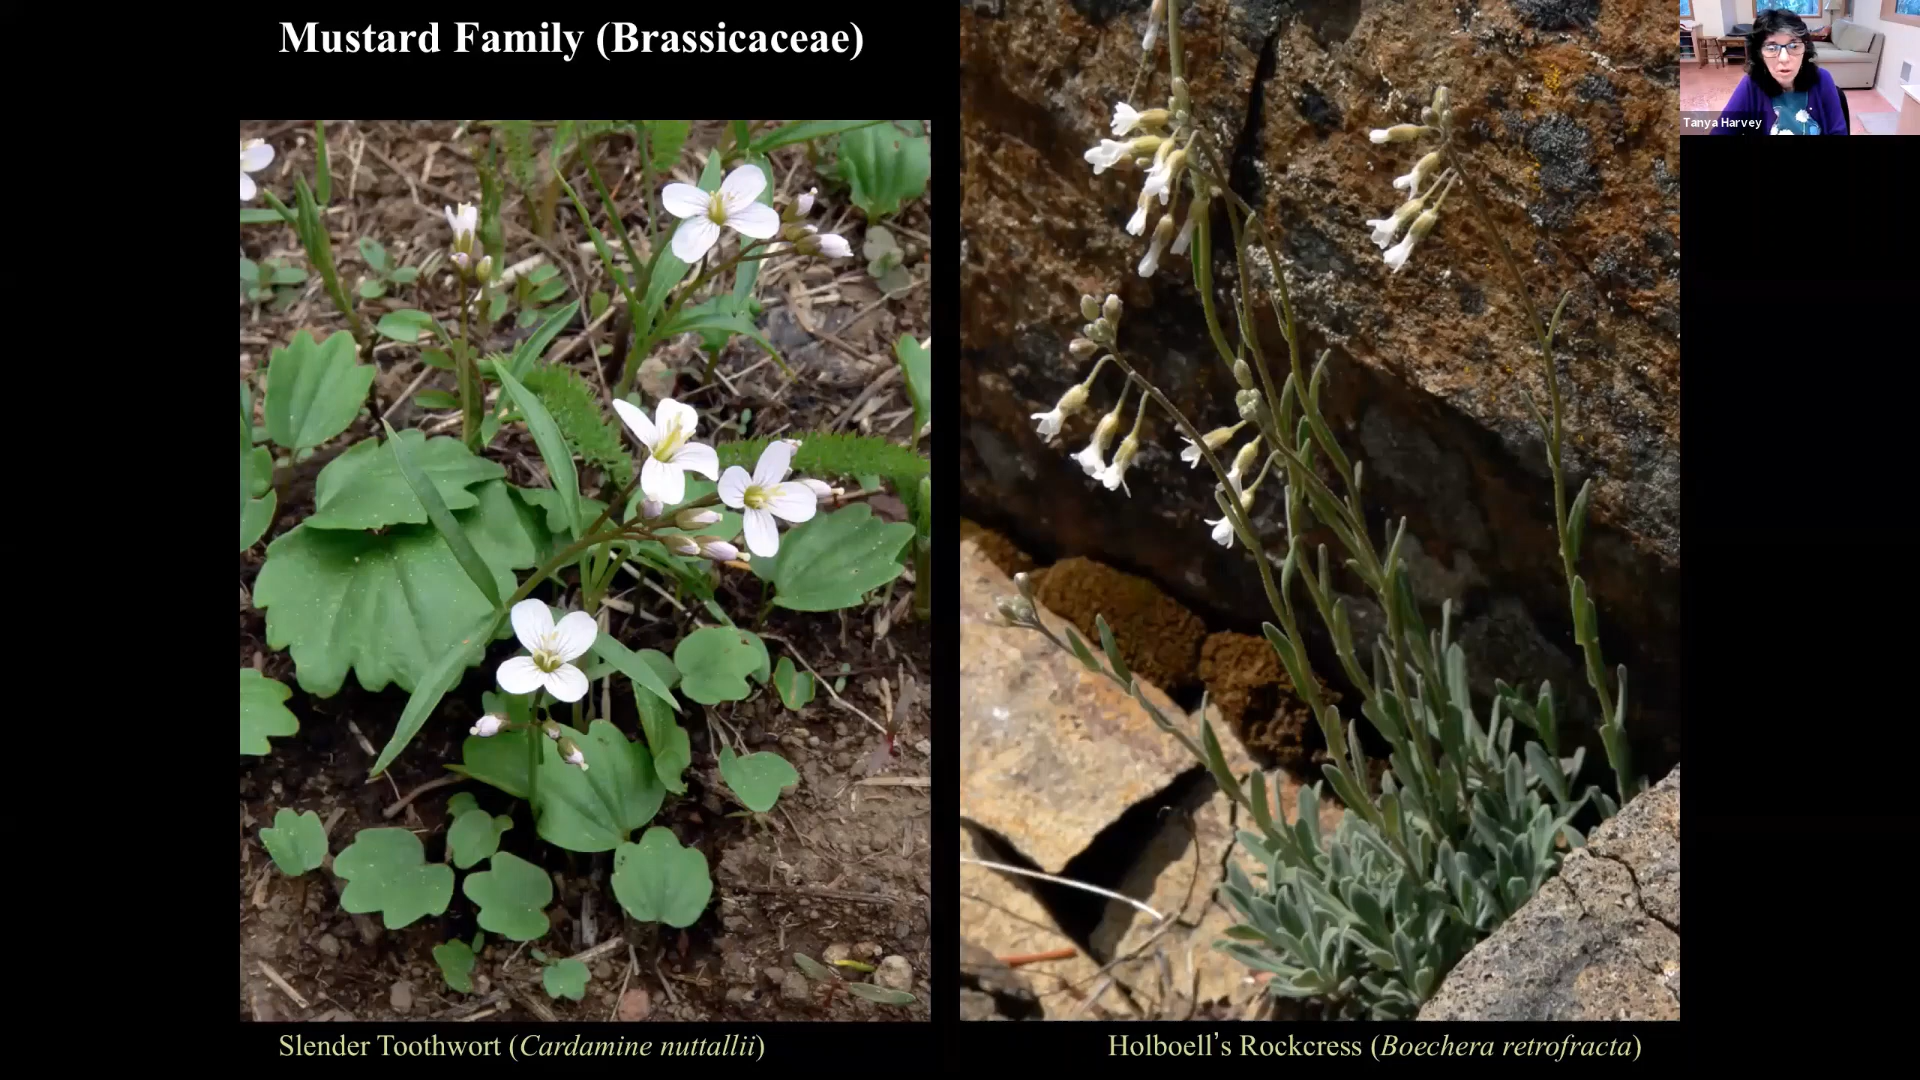 Mustard Family (Brassicaceae)
Tanya Harvey
Slender Toothwort (Cardamine nuttallii)
Holboell’s Rockcress (Boechera retrofracta)